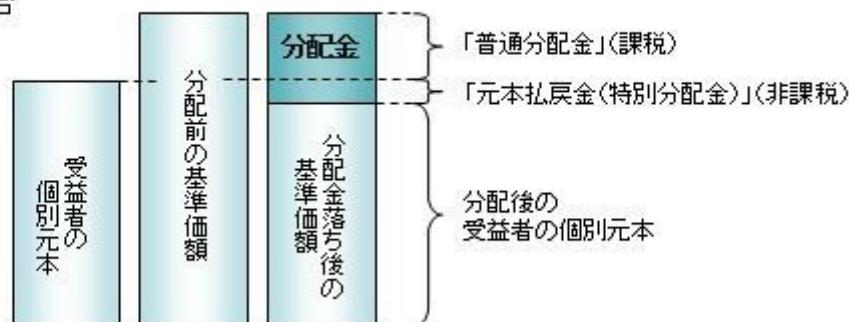 分配金
「普通分配金」(課税)
「元本払戻金(特別分配金)」(非課税)
受益者の
個別元本
分配前の基準価額
分配金落ち後の
基準価額
分配後の
受益者の個別元本